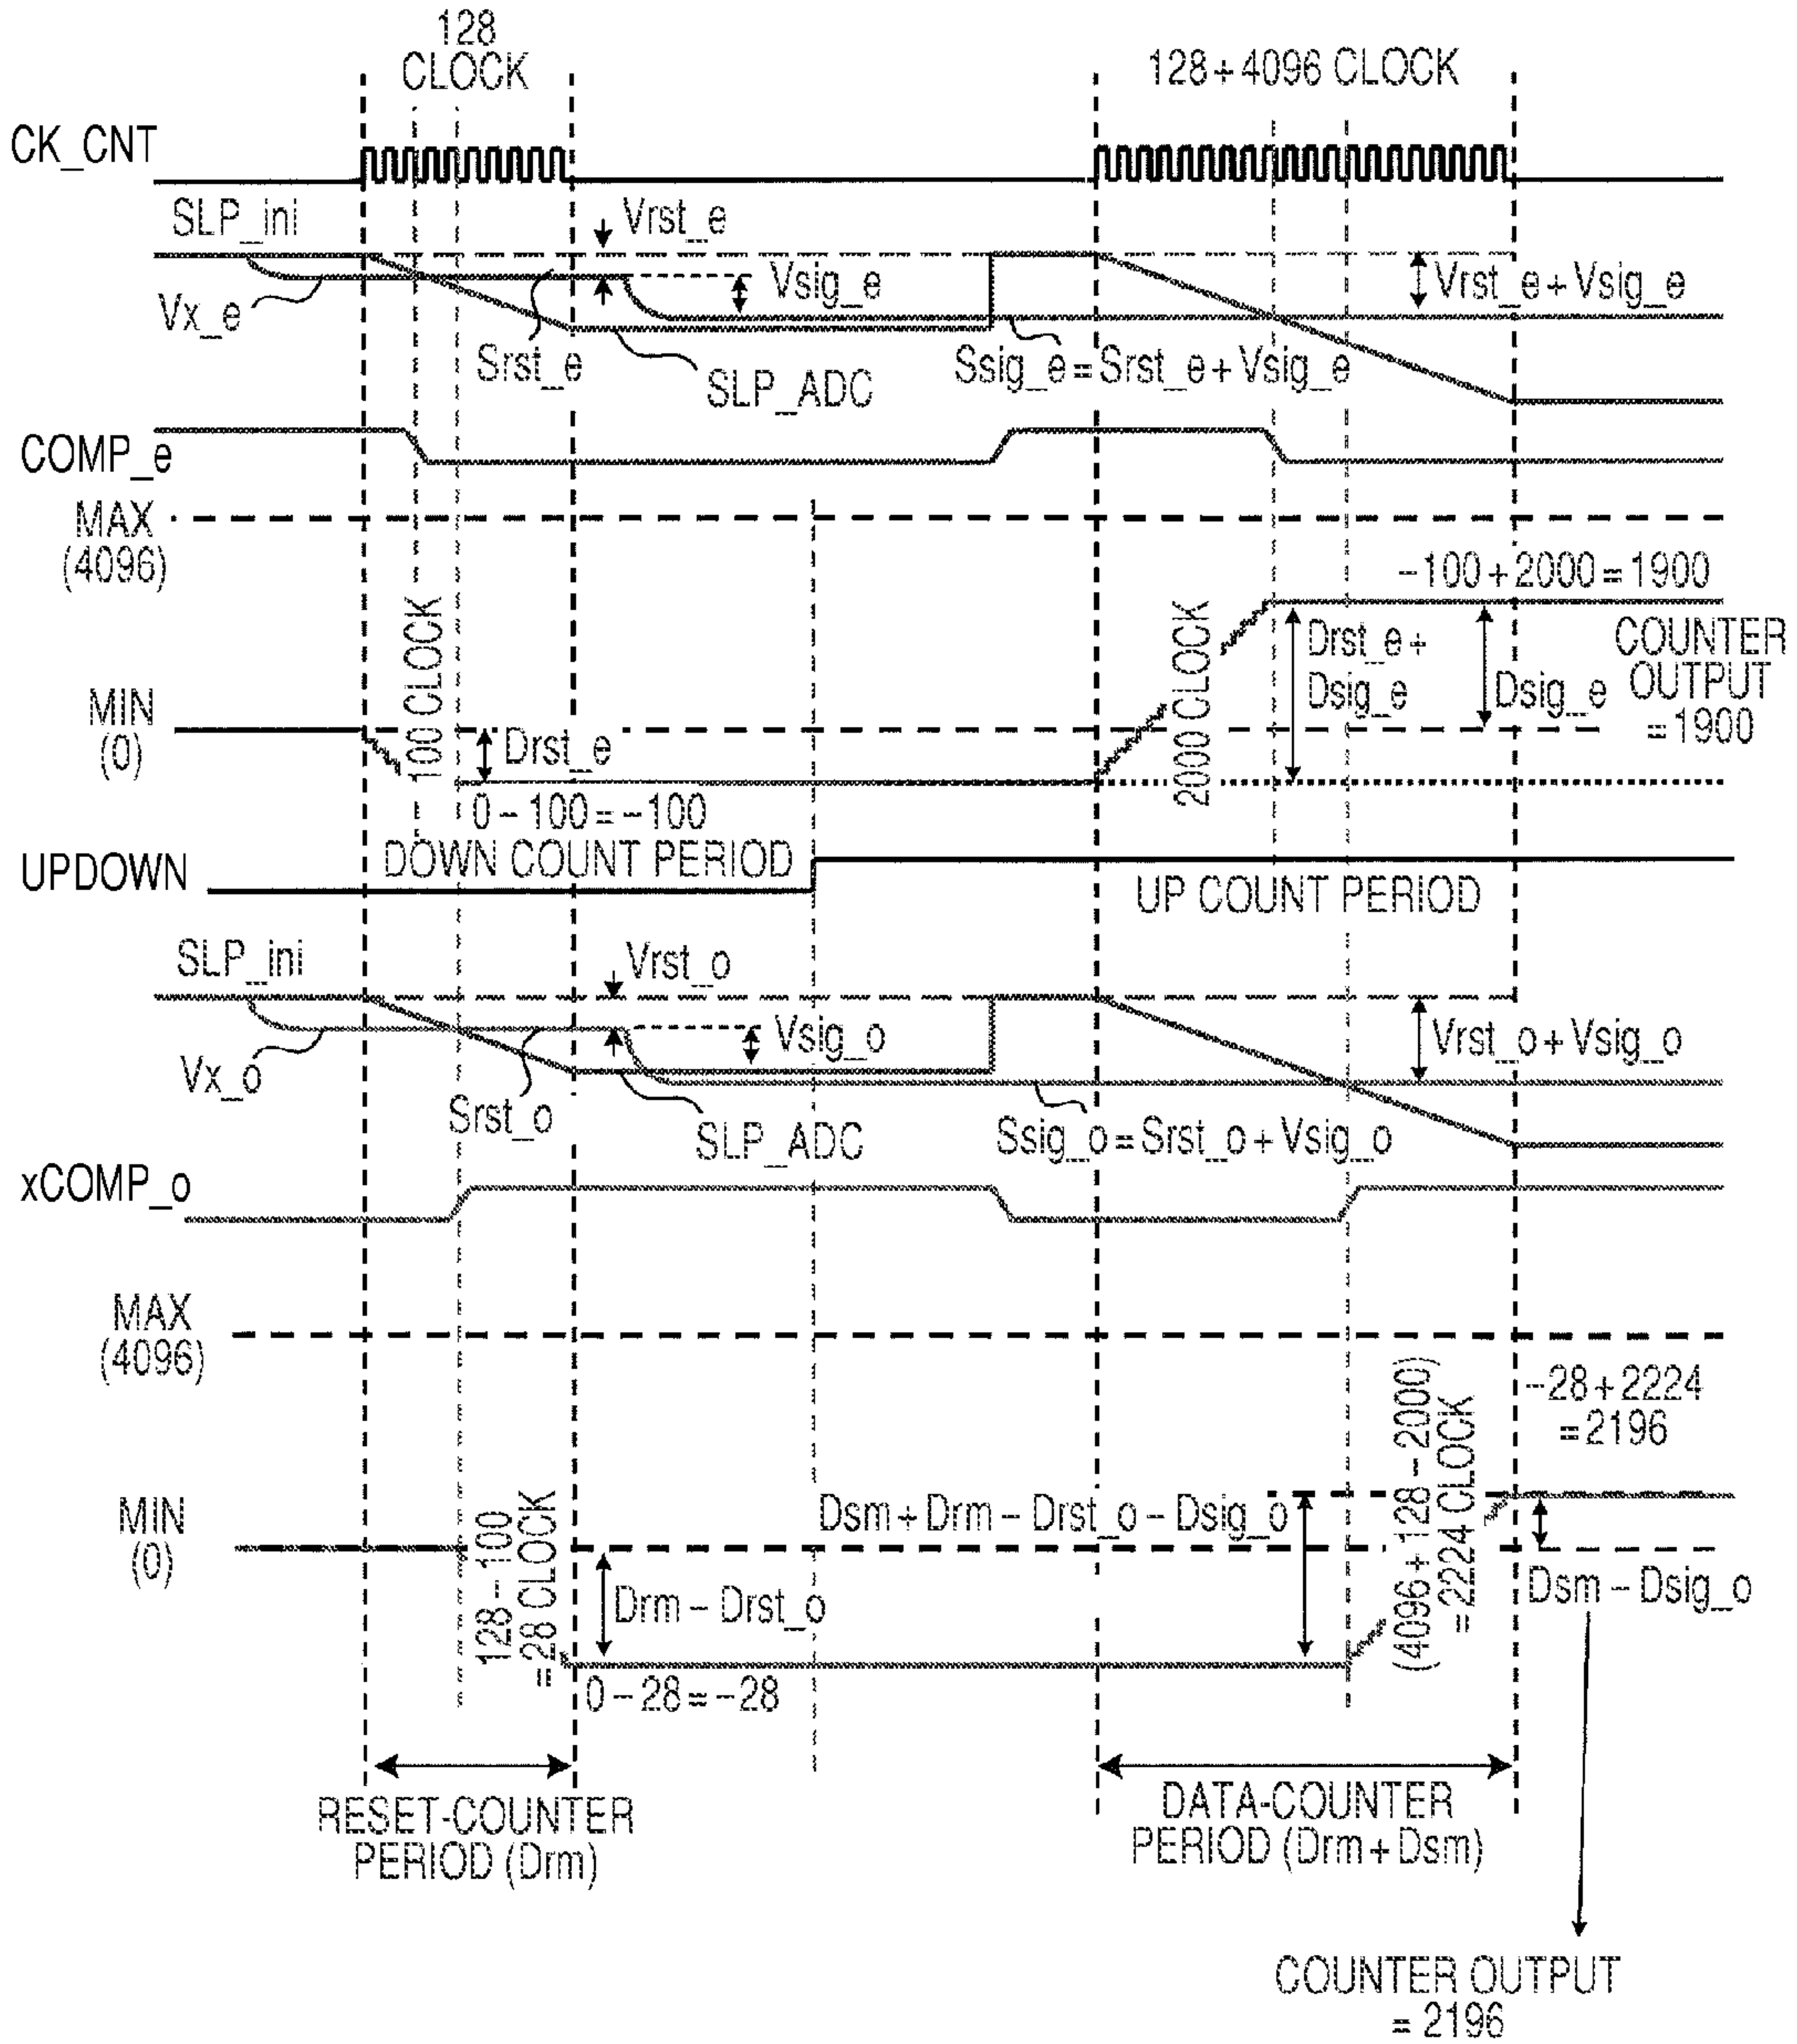 128
CLOCK
128+4096 CLOCK
CK_CNT
SLP_ini
Vrst_e
Vsig_e
Vrst_e+Vsig_e
Vx_e
Srst_e
SLP_ADC
Ssig_e=Srst_e+Vsig_e
COMP_e
MAX
(4096)
-100+2000=1900
100 CLOCK
2000 CLOCK
Drst_e+
Dsig_e
Dsig_e
COUNTER
OUTPUT
=1900
MIN
(0)
Drst_e
0-100=-100
UPDOWN
DOWN COUNT PERIOD
UP COUNT PERIOD
SLP_ini
Vrst_o
Vsig_o
Vrst_o+Vsig_o
Vx_o
Srst_o
SLP_ADC
Ssig_o=Srst_o+Vsig_o
xCOMP_o
MAX
(4096)
-28+2224
=2196
(4096+128-2000)
=2224 CLOCK
MIN
(0)
128-100
=28 CLOCK
Dsm+Drm-Drst_o-Dsig_o
Drm-Drst_o
Dsm-Dsig_o
0-28=-28
RESET-COUNTER
PERIOD (Drm)
DATA-COUNTER
PERIOD (Drm+Dsm)
COUNTER OUTPUT
=2196